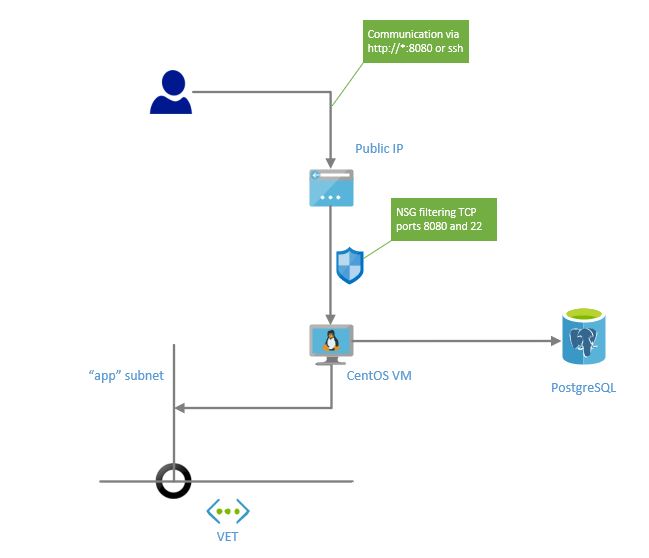 Communication via
http://*:8080 or ssh
Public IP
NSG filtering TCP
ports 8080 and 22
"app" subnet
CentOS VM
PostgreSQL
VET